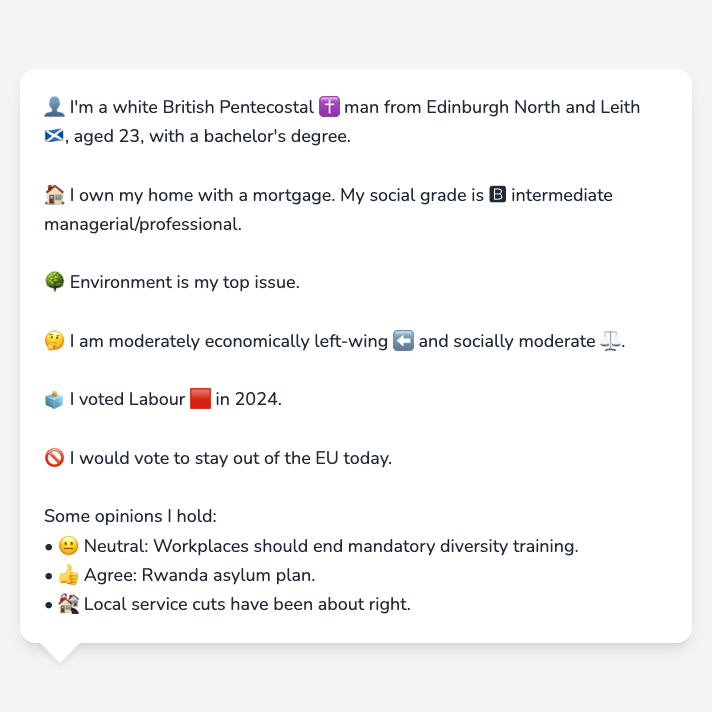 👤 I'm a white British Pentecostal ✝️ man from Edinburgh North and Leith
🏴󠁧󠁢󠁳󠁣󠁴󠁿, aged 23, with a bachelor's degree.
🏠 I own my home with a mortgage. My social grade is 🅱 intermediate
managerial/professional.
🌳 Environment is my top issue.
🤔 I am moderately economically left-wing ⬅️ and socially moderate ⚖️.
🗳️ I voted Labour 🟥 in 2024.
🚫 I would vote to stay out of the EU today.
Some opinions I hold:
• 😐 Neutral: Workplaces should end mandatory diversity training.
• 👍 Agree: Rwanda asylum plan.
• 🏚️ Local service cuts have been about right.